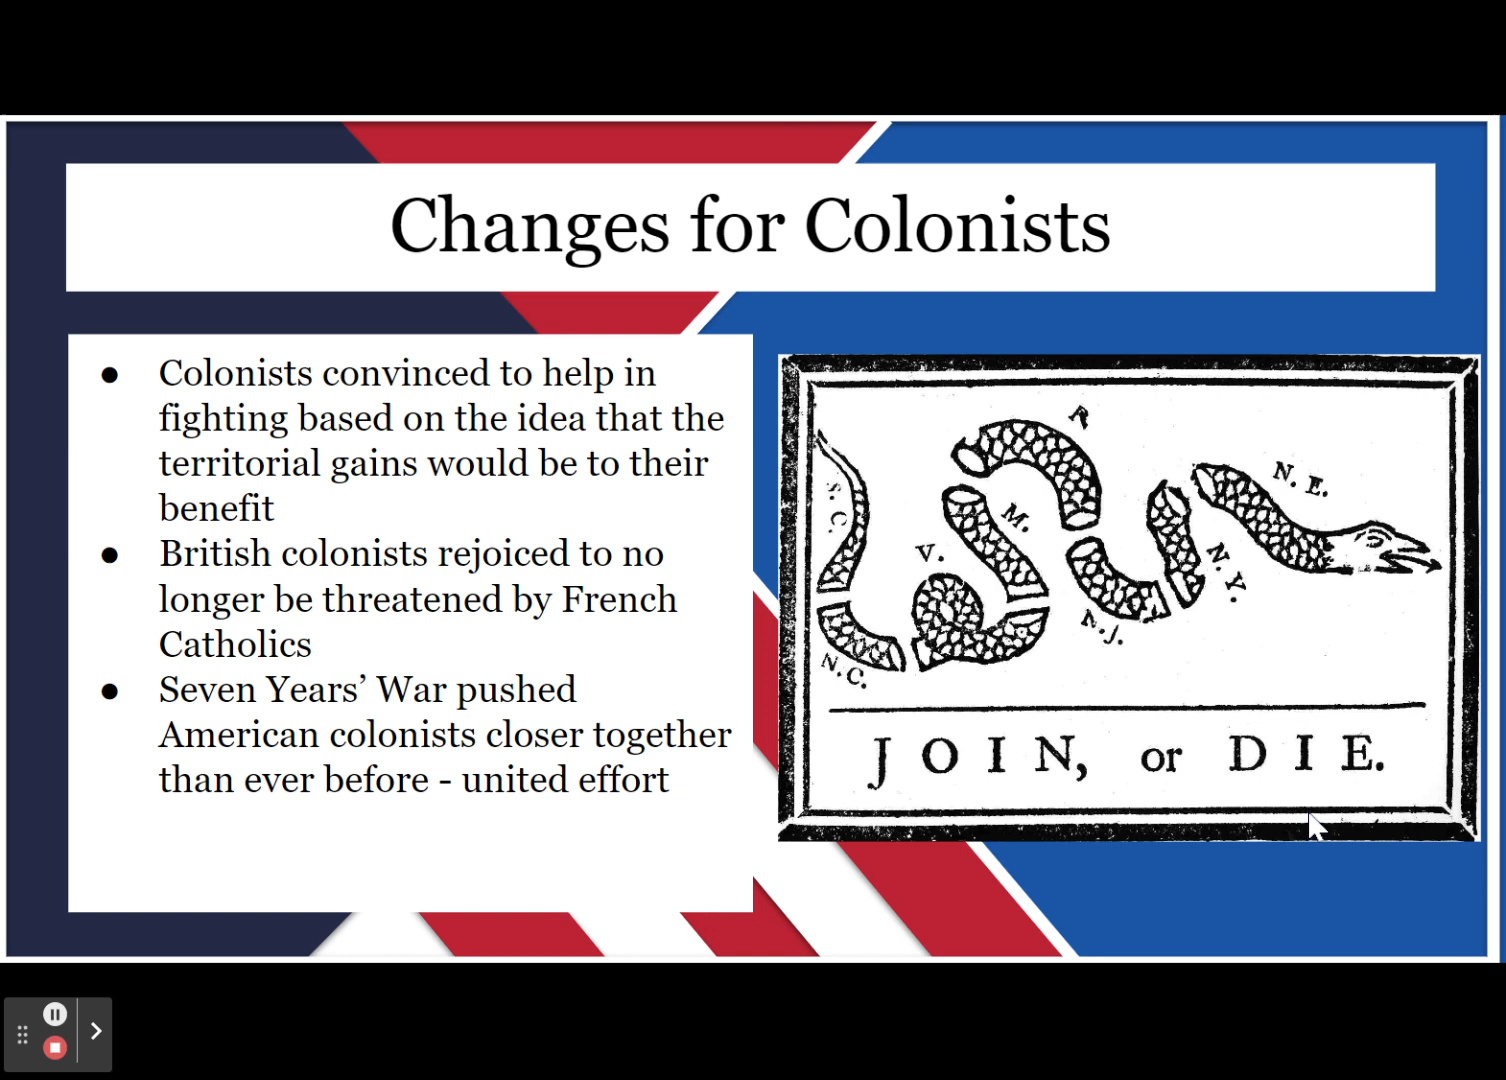 Changes for Colonists
● Colonists convinced to help in
fighting based on the idea that the
territorial gains would be to their
benefit
● British colonists rejoiced to no
longer be threatened by French
Catholics
● Seven Years’ War pushed
American colonists closer together
than ever before - united effort
R
N. E.
S. C.
M.
V.
N. Y.
N. J.
N. C.
JOIN, or DIE.